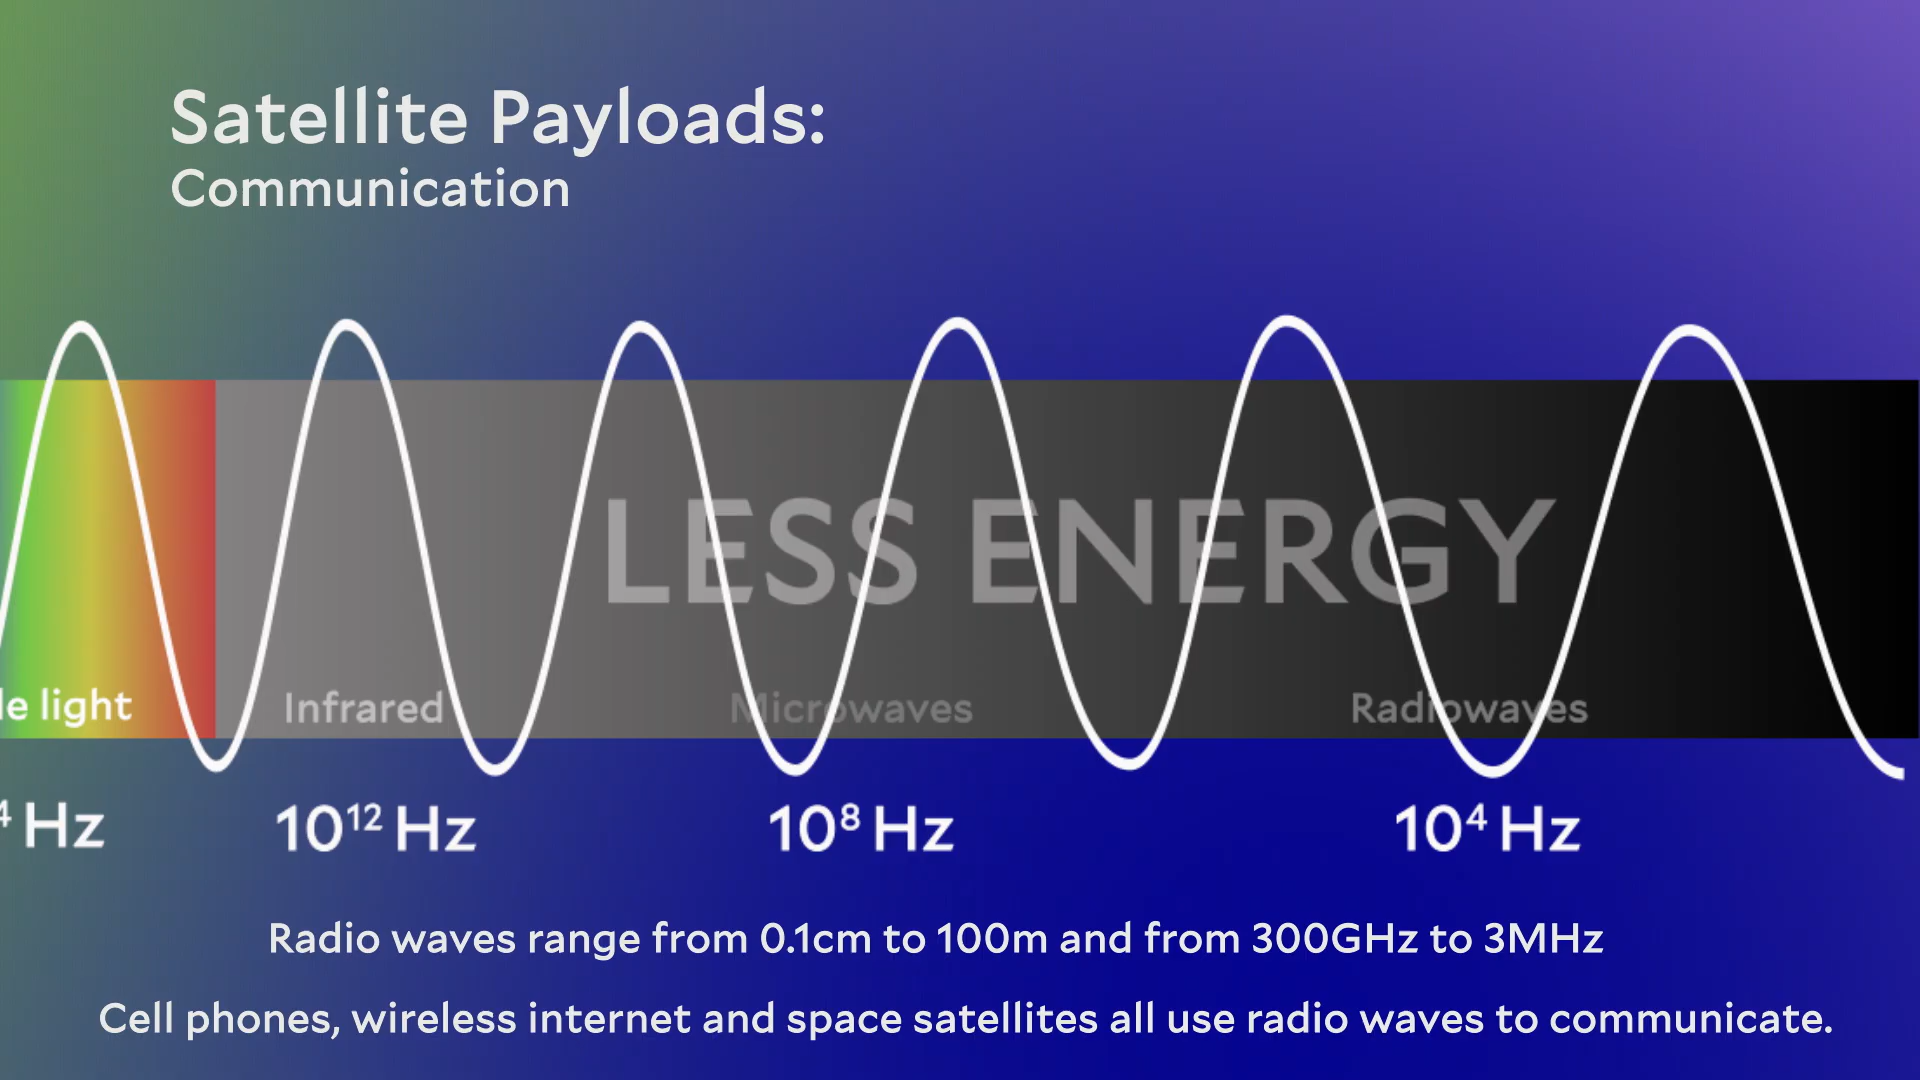 Satellite Payloads:
Communication
LESS ENERGY
le light
Infrared
Microwaves
Radiowaves
⁴ Hz
10¹² Hz
10⁸ Hz
10⁴ Hz
Radio waves range from 0.1cm to 100m and from 300GHz to 3MHz
Cell phones, wireless internet and space satellites all use radio waves to communicate.